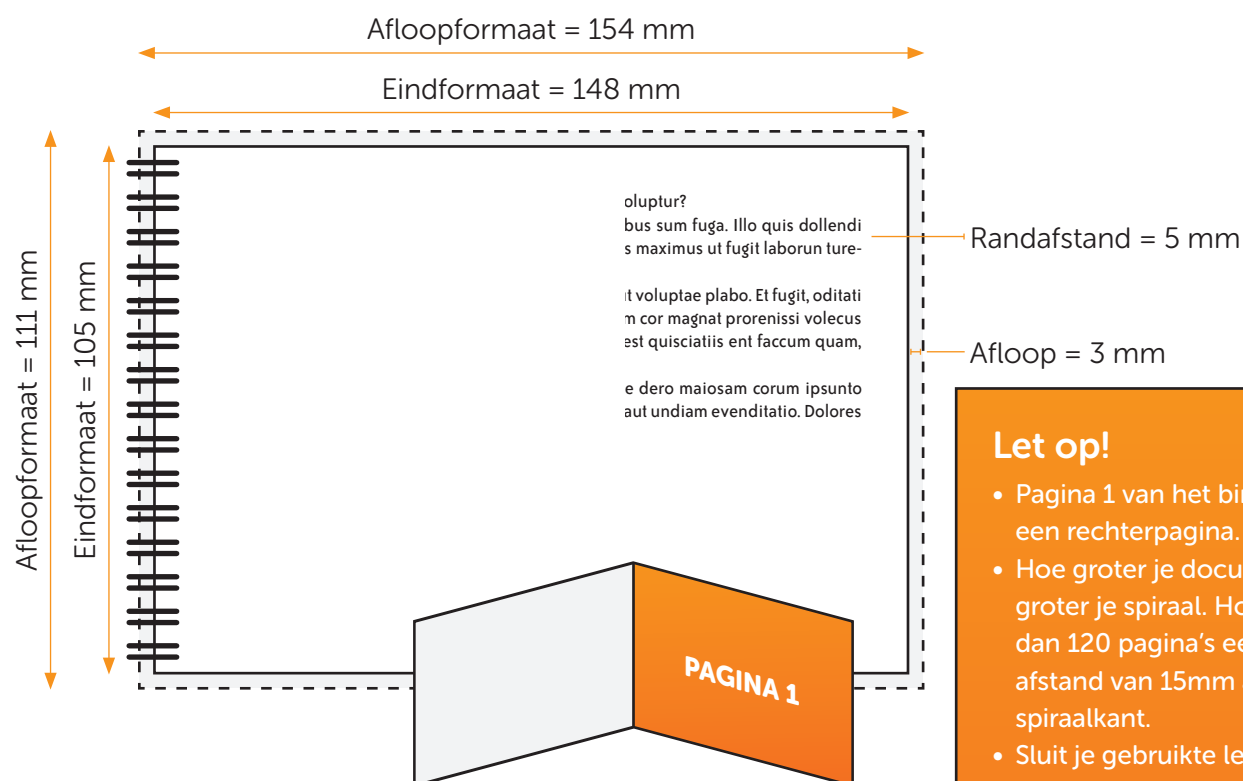 Afloopformaat = 154 mm
Eindformaat = 148 mm
Afloopformaat = 111 mm
Eindformaat = 105 mm
oluptur?
bus sum fuga. Illo quis dollendi
s maximus ut fugit laborun ture-
t voluptae plabo. Et fugit, oditati
m cor magnat prorenissi volecus
est quisciatiis ent faccum quam,
e dero maiosam corum ipsunto
aut undiam evenditatio. Dolores
Randafstand = 5 mm
Afloop = 3 mm
PAGINA 1
Let op!
• Pagina 1 van het bi
een rechterpagina.
• Hoe groter je docu
groter je spiraal. Ho
dan 120 pagina's ee
afstand van 15mm
spiraalkant.
• Sluit je gebruikte le